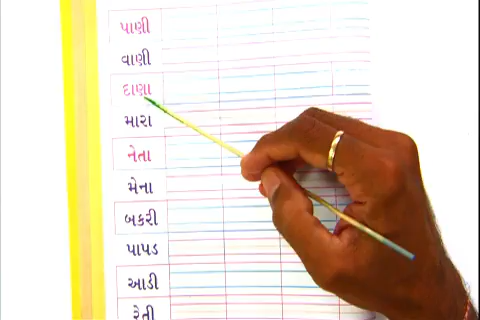 પાણી
વાણી
દાણા
મારા
નેતા
મેના
બકરી
પાપડ
આડી
રેતી